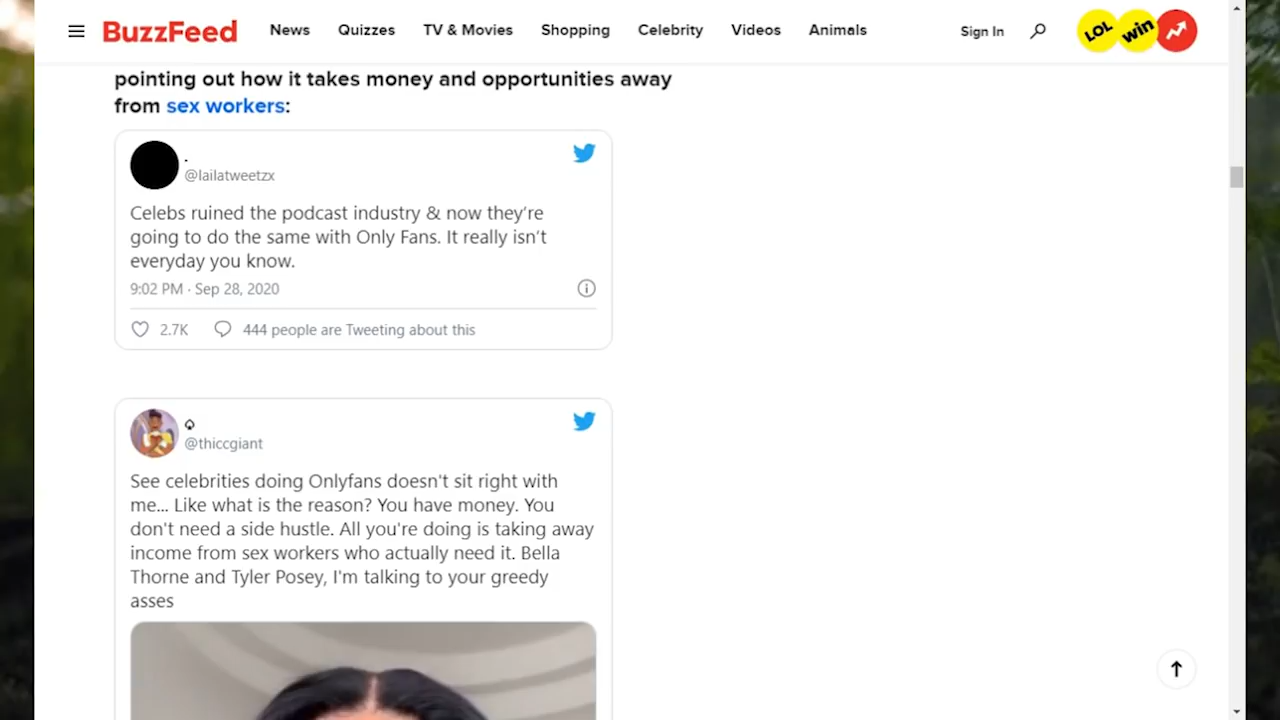 BuzzFeed News Quizzes TV & Movies Shopping Celebrity Videos Animals Sign In LOL win
pointing out how it takes money and opportunities away
from sex workers:
.
@lailatweetzx
Celebs ruined the podcast industry & now they're
going to do the same with Only Fans. It really isn't
everyday you know.
9:02 PM · Sep 28, 2020
2.7K 444 people are Tweeting about this
@thiccgiant
See celebrities doing Onlyfans doesn't sit right with
me... Like what is the reason? You have money. You
don't need a side hustle. All you're doing is taking away
income from sex workers who actually need it. Bella
Thorne and Tyler Posey, I'm talking to your greedy
asses